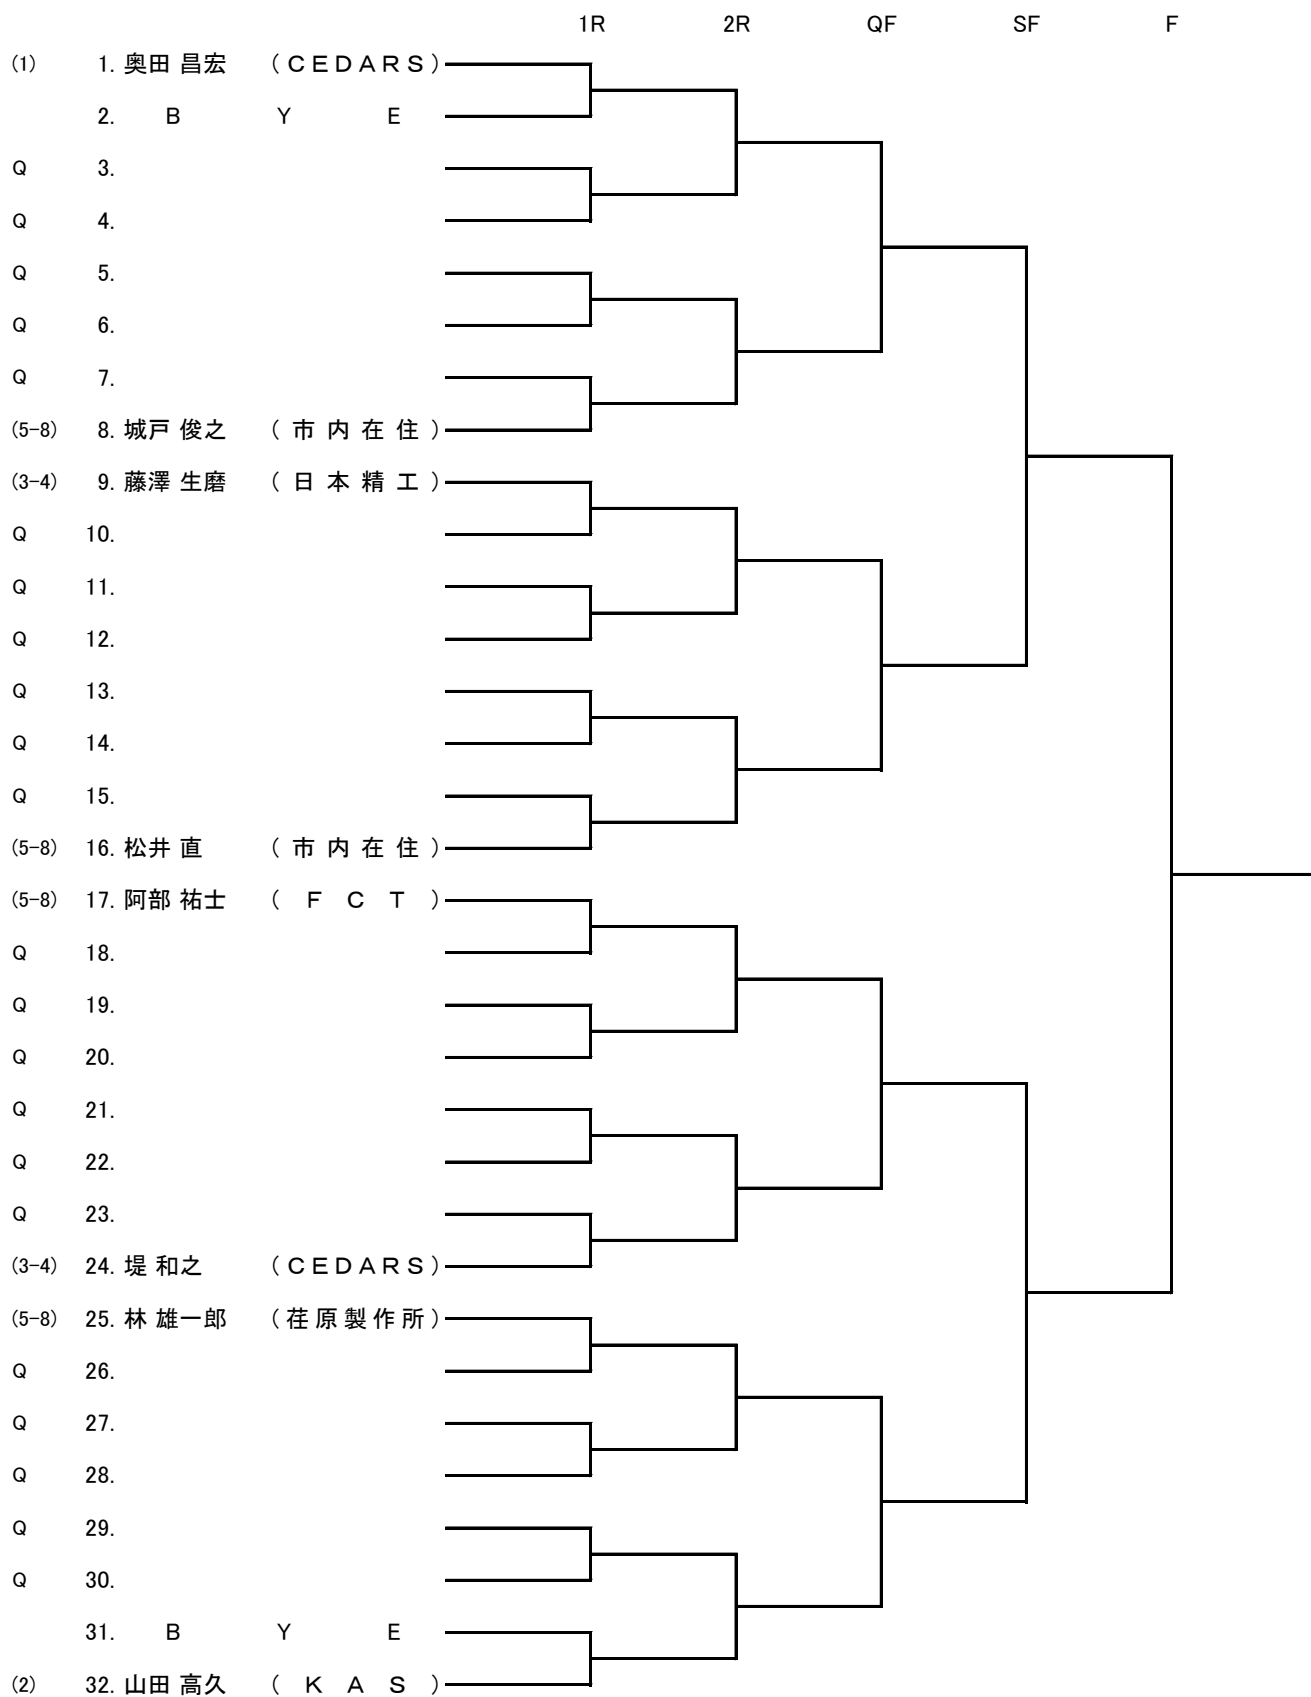 1R 2R QF SF F
(1) 1. 奥田 昌宏 (CEDARS)
2. B Y E
Q 3.
Q 4.
Q 5.
Q 6.
Q 7.
(5-8) 8. 城戸 俊之 (市内在住)
(3-4) 9. 藤澤 生磨 (日本精工)
Q 10.
Q 11.
Q 12.
Q 13.
Q 14.
Q 15.
(5-8) 16. 松井 直 (市内在住)
(5-8) 17. 阿部 祐士 (FCT)
Q 18.
Q 19.
Q 20.
Q 21.
Q 22.
Q 23.
(3-4) 24. 堤 和之 (CEDARS)
(5-8) 25. 林 雄一郎 (荏原製作所)
Q 26.
Q 27.
Q 28.
Q 29.
Q 30.
31. B Y E
(2) 32. 山田 高久 (KAS)